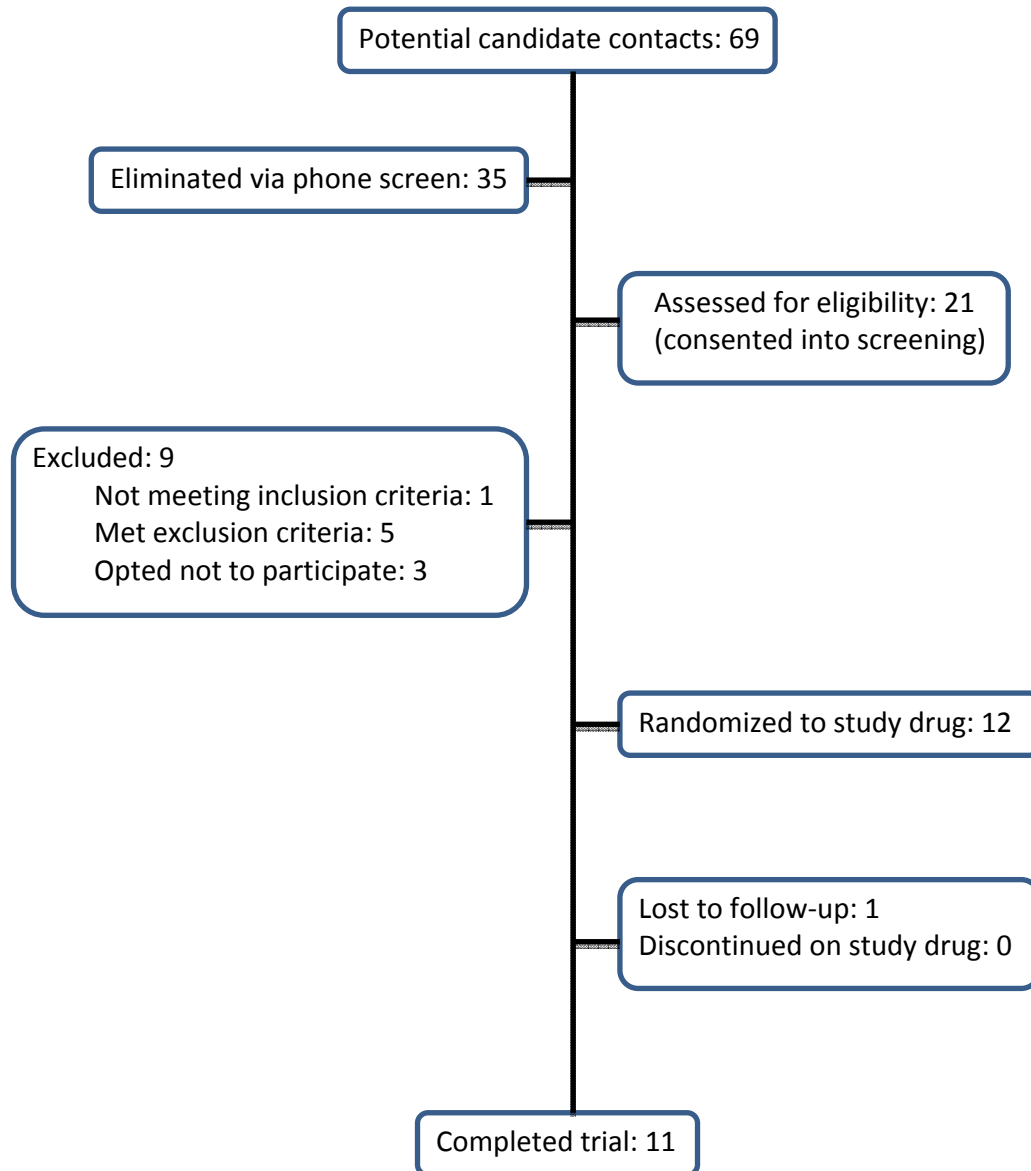 Potential candidate contacts: 69
Eliminated via phone screen: 35
Assessed for eligibility: 21
(consented into screening)
Excluded: 9
Not meeting inclusion criteria: 1
Met exclusion criteria: 5
Opted not to participate: 3
Randomized to study drug: 12
Lost to follow-up: 1
Discontinued on study drug: 0
Completed trial: 11